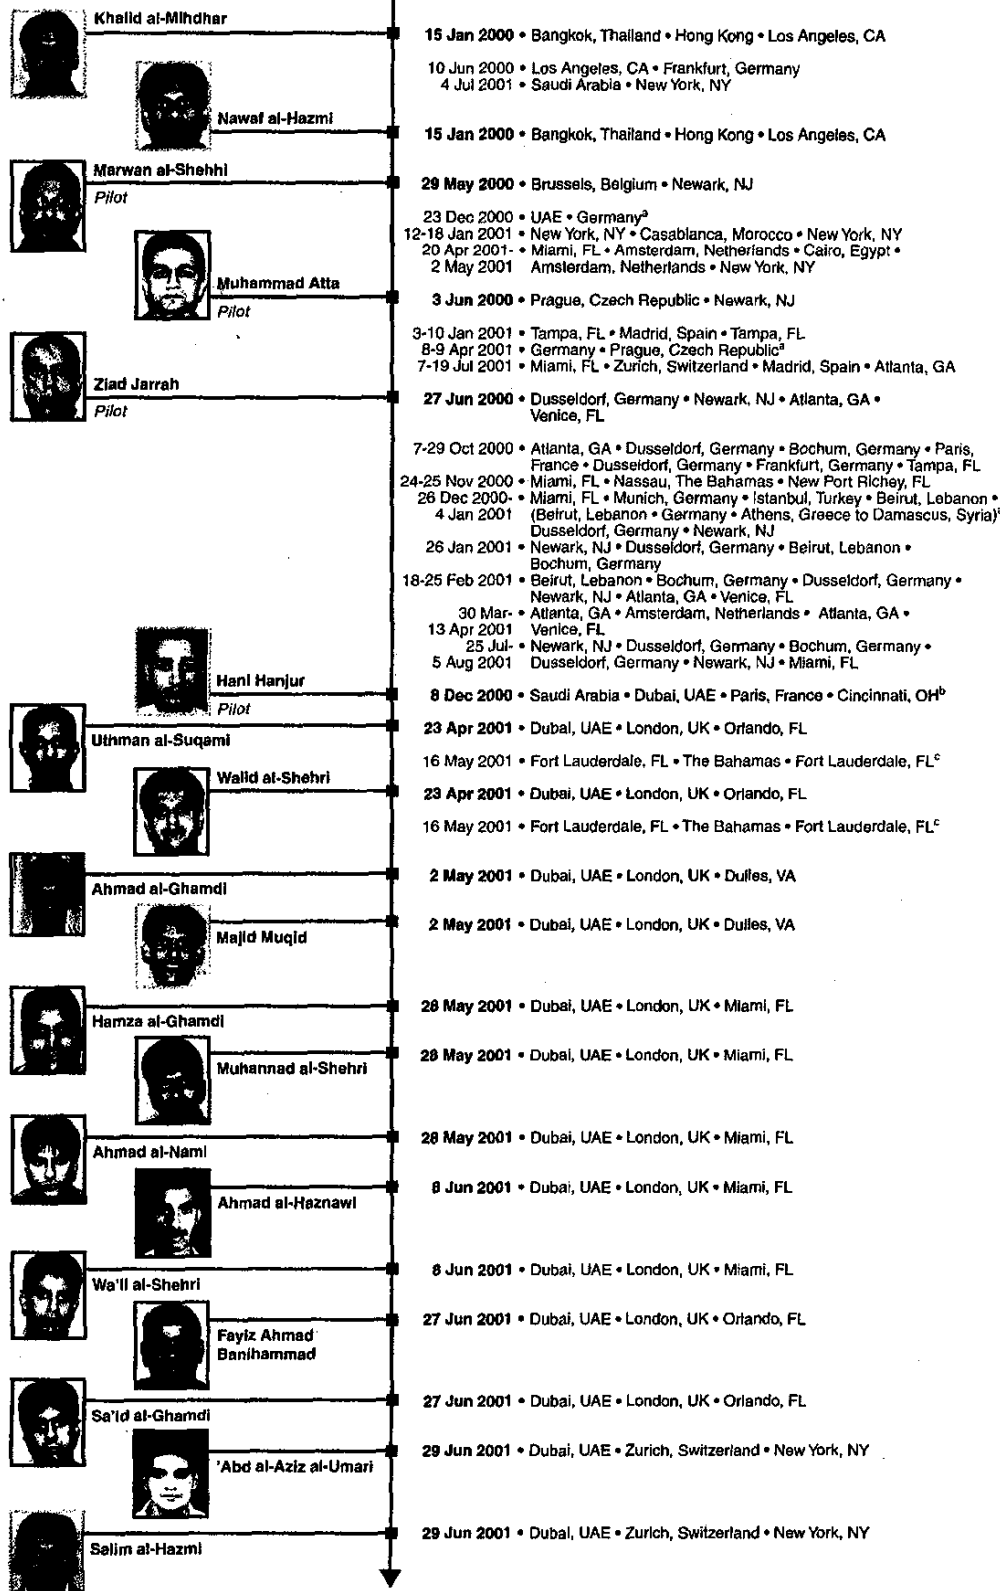 Khalid al-Mihdhar
15 Jan 2000 • Bangkok, Thailand • Hong Kong • Los Angeles, CA
10 Jun 2000 • Los Angeles, CA • Frankfurt, Germany
4 Jul 2001 • Saudi Arabia • New York, NY
Nawaf al-Hazmi
15 Jan 2000 • Bangkok, Thailand • Hong Kong • Los Angeles, CA
Marwan al-Shehhi
Pilot
29 May 2000 • Brussels, Belgium • Newark, NJ
23 Dec 2000 • UAE • Germanyᵃ
12-18 Jan 2001 • New York, NY • Casablanca, Morocco • New York, NY
20 Apr 2001- • Miami, FL • Amsterdam, Netherlands • Cairo, Egypt •
2 May 2001 Amsterdam, Netherlands • New York, NY
Muhammad Atta
Pilot
3 Jun 2000 • Prague, Czech Republic • Newark, NJ
3-10 Jan 2001 • Tampa, FL • Madrid, Spain • Tampa, FL
8-9 Apr 2001 • Germany • Prague, Czech Republicᵃ
7-19 Jul 2001 • Miami, FL • Zurich, Switzerland • Madrid, Spain • Atlanta, GA
Ziad Jarrah
Pilot
27 Jun 2000 • Dusseldorf, Germany • Newark, NJ • Atlanta, GA •
Venice, FL
7-29 Oct 2000 • Atlanta, GA • Dusseldorf, Germany • Bochum, Germany • Paris,
France • Dusseldorf, Germany • Frankfurt, Germany • Tampa, FL
24-25 Nov 2000 • Miami, FL • Nassau, The Bahamas • New Port Richey, FL
26 Dec 2000- • Miami, FL • Munich, Germany • Istanbul, Turkey • Beirut, Lebanon •
4 Jan 2001 (Beirut, Lebanon • Germany • Athens, Greece to Damascus, Syria)
Dusseldorf, Germany • Newark, NJ
26 Jan 2001 • Newark, NJ • Dusseldorf, Germany • Beirut, Lebanon •
Bochum, Germany
18-25 Feb 2001 • Beirut, Lebanon • Bochum, Germany • Dusseldorf, Germany •
Newark, NJ • Atlanta, GA • Venice, FL
30 Mar- • Atlanta, GA • Amsterdam, Netherlands • Atlanta, GA •
13 Apr 2001 Venice, FL
25 Jul- • Newark, NJ • Dusseldorf, Germany • Bochum, Germany •
5 Aug 2001 Dusseldorf, Germany • Newark, NJ • Miami, FL
Hani Hanjur
Pilot
8 Dec 2000 • Saudi Arabia • Dubai, UAE • Paris, France • Cincinnati, OHᵇ
Uthman al-Suqami
23 Apr 2001 • Dubai, UAE • London, UK • Orlando, FL
16 May 2001 • Fort Lauderdale, FL • The Bahamas • Fort Lauderdale, FLᶜ
Walid al-Shehri
23 Apr 2001 • Dubai, UAE • London, UK • Orlando, FL
16 May 2001 • Fort Lauderdale, FL • The Bahamas • Fort Lauderdale, FLᶜ
Ahmad al-Ghamdi
2 May 2001 • Dubai, UAE • London, UK • Dulles, VA
Majid Muqid
2 May 2001 • Dubai, UAE • London, UK • Dulles, VA
Hamza al-Ghamdi
28 May 2001 • Dubai, UAE • London, UK • Miami, FL
Muhannad al-Shehri
28 May 2001 • Dubai, UAE • London, UK • Miami, FL
Ahmad al-Nami
28 May 2001 • Dubai, UAE • London, UK • Miami, FL
Ahmad al-Haznawi
8 Jun 2001 • Dubai, UAE • London, UK • Miami, FL
Wa'il al-Shehri
8 Jun 2001 • Dubai, UAE • London, UK • Miami, FL
Fayiz Ahmad
Banihammad
27 Jun 2001 • Dubai, UAE • London, UK • Orlando, FL
Sa'id al-Ghamdi
27 Jun 2001 • Dubai, UAE • London, UK • Orlando, FL
'Abd al-Aziz al-Umari
29 Jun 2001 • Dubai, UAE • Zurich, Switzerland • New York, NY
Salim al-Hazmi
29 Jun 2001 • Dubai, UAE • Zurich, Switzerland • New York, NY